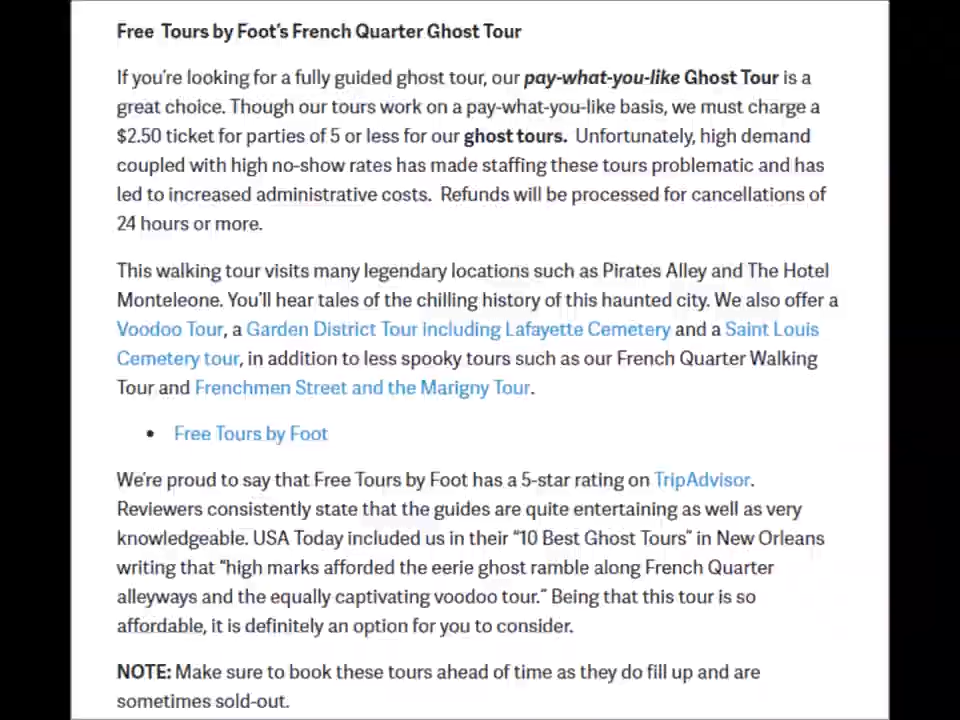 Free Tours by Foot's French Quarter Ghost Tour
If you're looking for a fully guided ghost tour, our pay-what-you-like Ghost Tour is a
great choice. Though our tours work on a pay-what-you-like basis, we must charge a
$2.50 ticket for parties of 5 or less for our ghost tours. Unfortunately, high demand
coupled with high no-show rates has made staffing these tours problematic and has
led to increased administrative costs. Refunds will be processed for cancellations of
24 hours or more.
This walking tour visits many legendary locations such as Pirates Alley and The Hotel
Monteleone. You'll hear tales of the chilling history of this haunted city. We also offer a
Voodoo Tour, a Garden District Tour Including Lafayette Cemetery and a Saint Louis
Cemetery tour, in addition to less spooky tours such as our French Quarter Walking
Tour and Frenchmen Street and the Marigny Tour.
• Free Tours by Foot
We're proud to say that Free Tours by Foot has a 5-star rating on TripAdvisor.
Reviewers consistently state that the guides are quite entertaining as well as very
knowledgeable. USA Today included us in their "10 Best Ghost Tours" in New Orleans
writing that "high marks afforded the eerie ghost ramble along French Quarter
alleyways and the equally captivating voodoo tour." Being that this tour is so
affordable, it is definitely an option for you to consider.
NOTE: Make sure to book these tours ahead of time as they do fill up and are
sometimes sold-out.